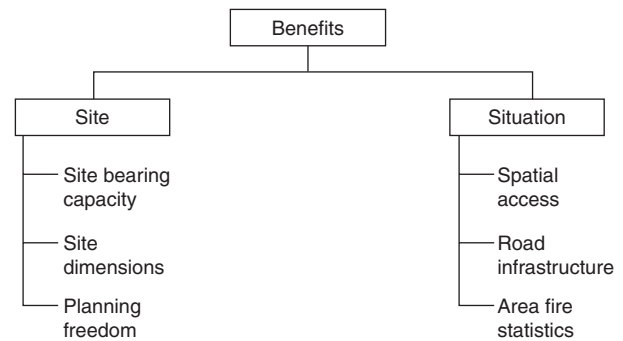 Benefits
Site
Situation
Site bearing
capacity
Site
dimensions
Planning
freedom
Spatial
access
Road
infrastructure
Area fire
statistics